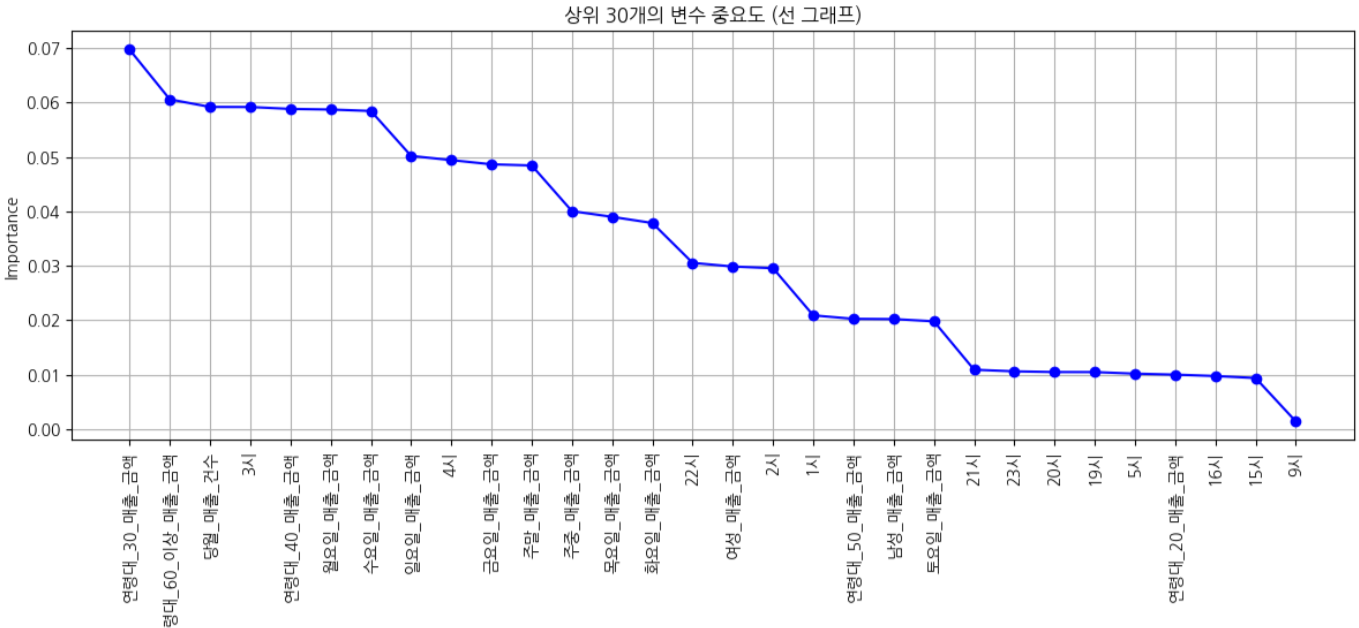 상위 30개의 변수 중요도 (선 그래프)
Importance
0.07
0.06
0.05
0.04
0.03
0.02
0.01
0.00
연령대_30_매출_금액
령대_60_이상_매출_금액
당월_매출_건수
3시
연령대_40_매출_금액
월요일_매출_금액
수요일_매출_금액
일요일_매출_금액
4시
금요일_매출_금액
주말_매출_금액
주중_매출_금액
목요일_매출_금액
화요일_매출_금액
22시
여성_매출_금액
2시
1시
연령대_50_매출_금액
남성_매출_금액
토요일_매출_금액
21시
23시
20시
19시
5시
연령대_20_매출_금액
16시
15시
9시